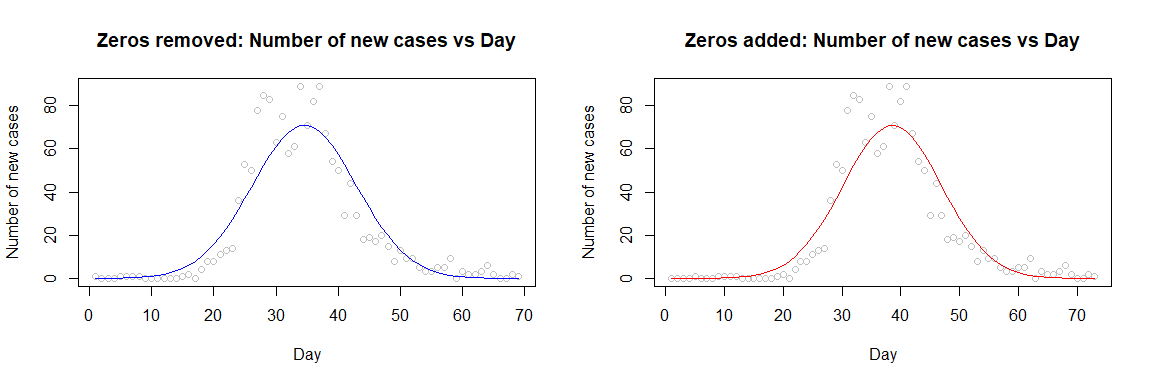 Zeros removed: Number of new cases vs Day
Number of new cases
0 20 40 60 80
0 10 20 30 40 50 60 70
Day
Zeros added: Number of new cases vs Day
Number of new cases
0 20 40 60 80
0 10 20 30 40 50 60 70
Day